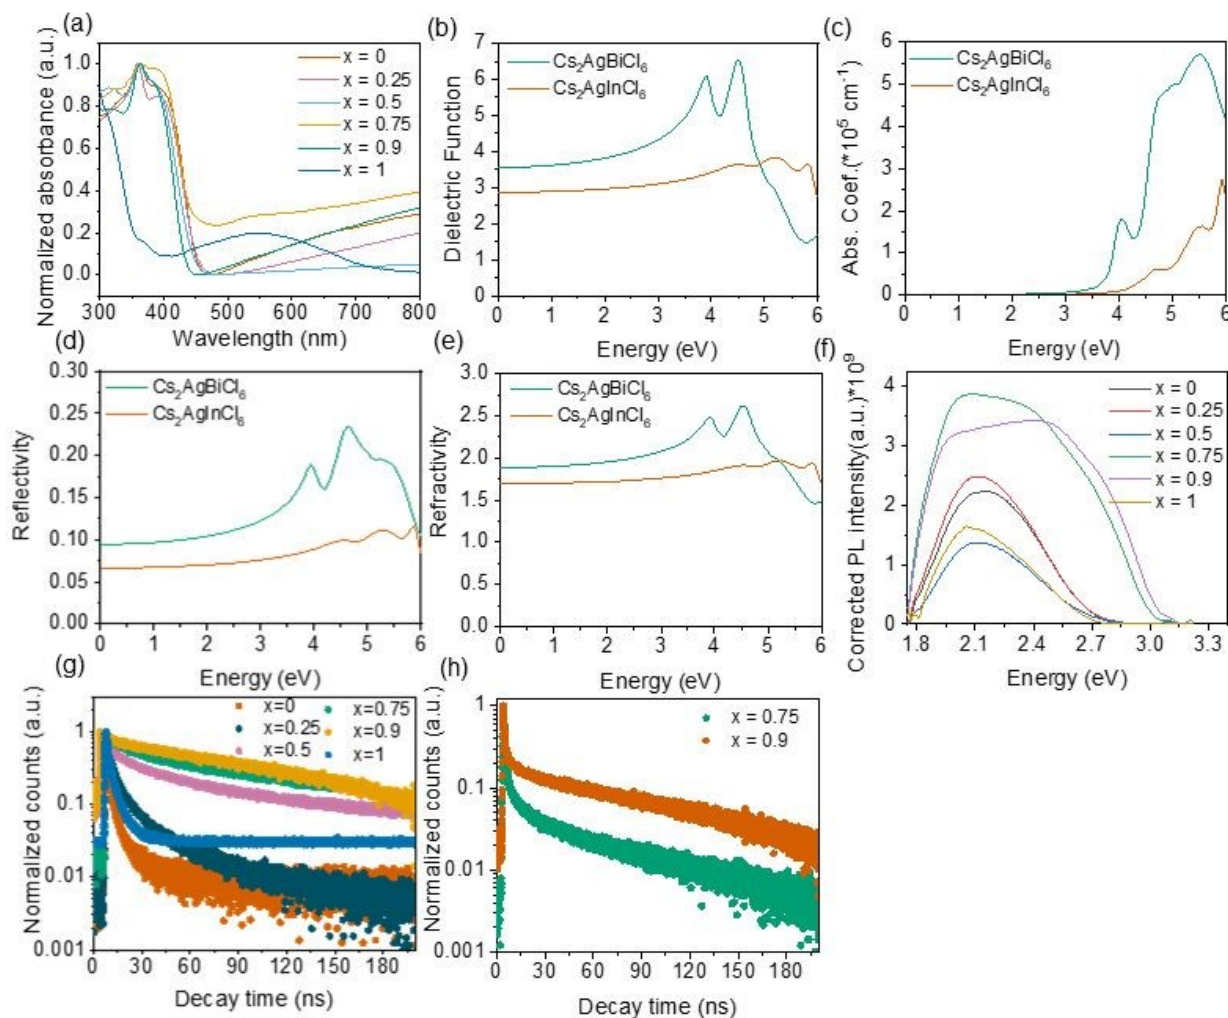 (a)
Normalized absorbance (a.u.)
1.0
0.8
0.6
0.4
0.2
0.0
x = 0
x = 0.25
x = 0.5
x = 0.75
x = 0.9
x = 1
300 400 500 600 700 800
Wavelength (nm)
(b)
Dielectric Function
7
6
5
4
3
2
1
0
Cs₂AgBiCl₆
Cs₂AgInCl₆
0 1 2 3 4 5 6
Energy (eV)
(c)
Abs. Coef.(*10⁵ cm⁻¹)
6
5
4
3
2
1
0
Cs₂AgBiCl₆
Cs₂AgInCl₆
0 1 2 3 4 5 6
Energy (eV)
(d)
Reflectivity
0.30
0.25
0.20
0.15
0.10
0.05
0.00
Cs₂AgBiCl₆
Cs₂AgInCl₆
0 1 2 3 4 5 6
Energy (eV)
(e)
Refractivity
3.0
2.5
2.0
1.5
1.0
0.5
0.0
Cs₂AgBiCl₆
Cs₂AgInCl₆
0 1 2 3 4 5 6
Energy (eV)
(f)
Corrected PL intensity(a.u.)*10⁹
4
3
2
1
0
x = 0
x = 0.25
x = 0.5
x = 0.75
x = 0.9
x = 1
1.8 2.1 2.4 2.7 3.0 3.3
Energy (eV)
(g)
Normalized counts (a.u.)
1
0.1
0.01
0.001
x=0
x=0.25
x=0.5
x=0.75
x=0.9
x=1
0 30 60 90 120 150 180
Decay time (ns)
(h)
Normalized counts (a.u.)
1
0.1
0.01
0.001
x = 0.75
x = 0.9
0 30 60 90 120 150 180
Decay time (ns)